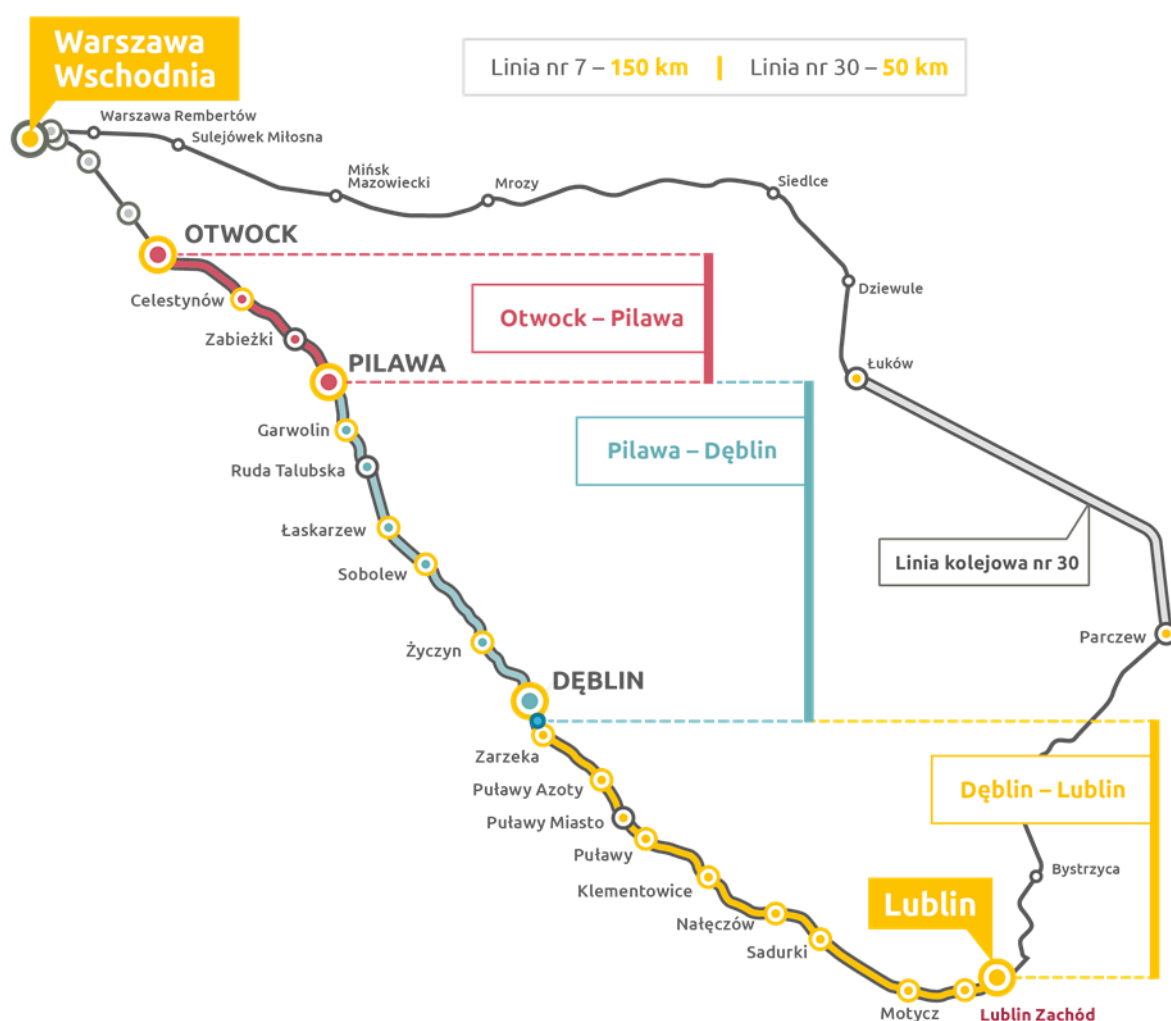 Warszawa
Wschodnia
Linia nr 7 – 150 km | Linia nr 30 – 50 km
Warszawa Rembertów
Sulejówek Miłosna
Mińsk
Mazowiecki
Mrozy
Siedlce
OTWOCK
Dziewule
Celestynów
Otwock – Pilawa
Zabieżki
PILAWA
Łuków
Garwolin
Pilawa – Dęblin
Ruda Talubska
Łaskarzew
Linia kolejowa nr 30
Sobolew
Parczew
Życzyn
DĘBLIN
Zarzeka
Puławy Azoty
Dęblin – Lublin
Puławy Miasto
Puławy
Bystrzyca
Klementowice
Lublin
Nałęczów
Sadurki
Motycz
Lublin Zachód